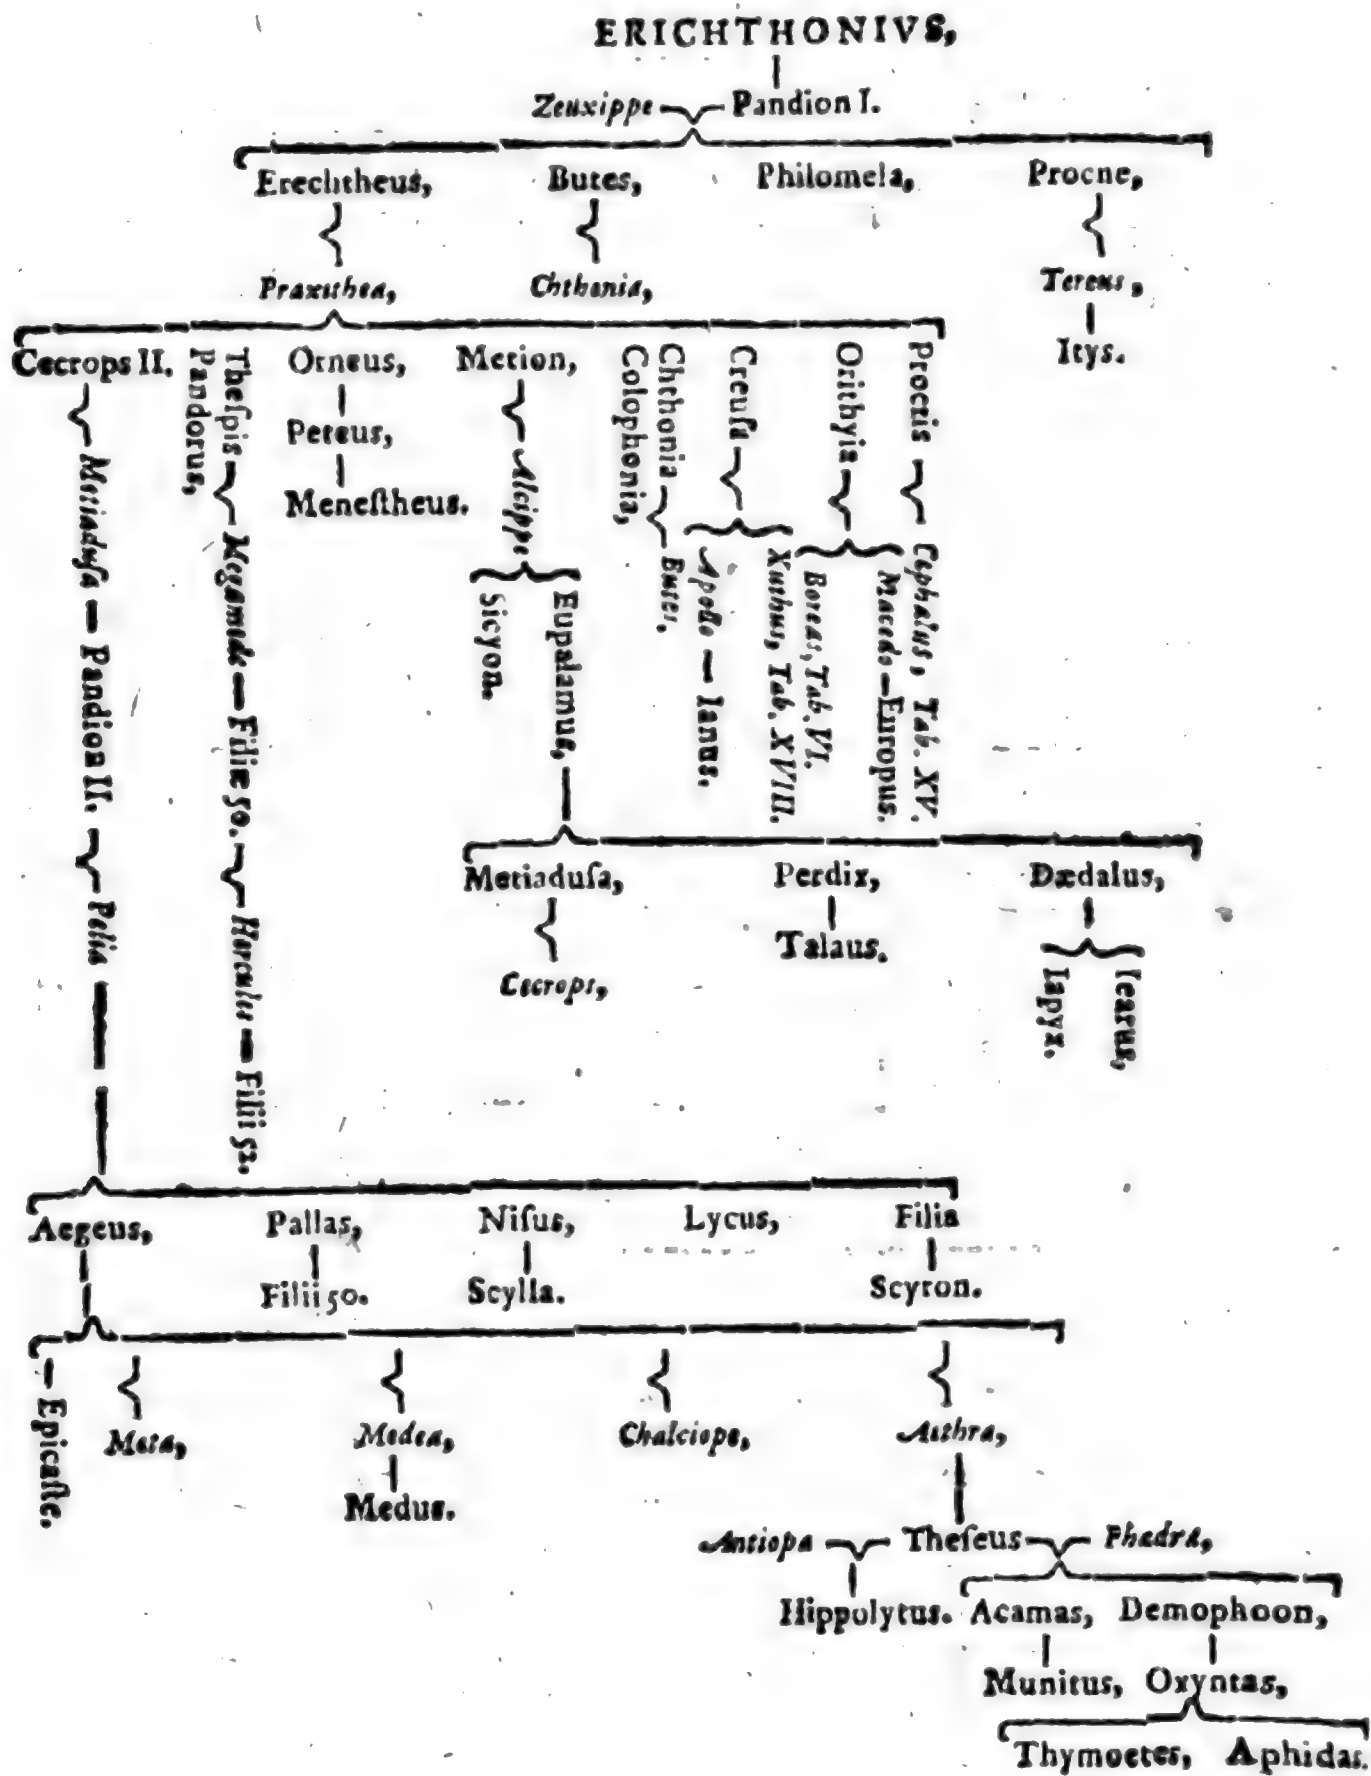 ERICHTHONIVS,
Zeuxippe Pandion I.
Erechtheus, Butes, Philomela, Procne,
Praxithea, Chthonia, Tereus,
Itys.
Cecrops II.
Metiaduſa — Pandion II.
Pelia
Theſpis
Pandorus,
Megamede — Filiæ 50.
Hercules — Filii 52.
Orneus,
Peteus,
Meneſtheus.
Metion,
Alcippe
Sicyon.
Eupalamus,
Chthonia
Colophonia,
Butes,
Creuſa
Apollo — Ianus.
Xuthus, Tab. XVIII.
Orithyia
Boreas, Tab. VI.
Macedo — Europus.
Procris
Cephalus, Tab. XV.
Metiaduſa, Perdix, Dædalus,
Cecrops, Talaus.
Iapyx.
Icarus,
Aegeus, Pallas, Niſus, Lycus, Filia
Filii 50. Scylla. Scyron.
— Epicaſte.
Meta, Medea, Chalciope, Aethra,
Medus.
Antiopa Theſeus Phædra,
Hippolytus. Acamas, Demophoon,
Munitus, Oxyntas,
Thymoetes, Aphidas.